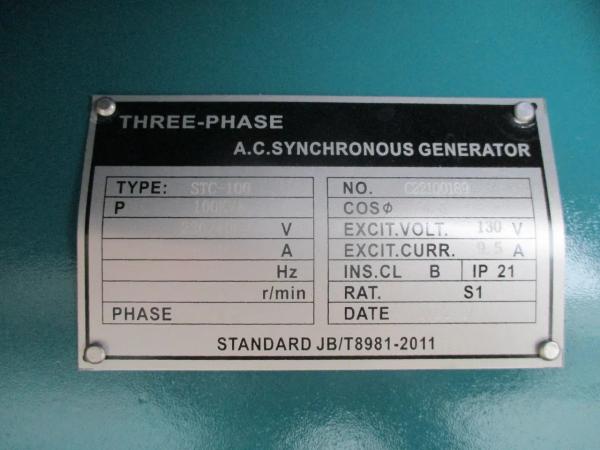 THREE-PHASE
A.C.SYNCHRONOUS GENERATOR
TYPE: STC-100
P
V
A
Hz
r/min
PHASE
NO. C22100189
COSΦ
EXCIT.VOLT. 130 V
EXCIT.CURR. 9.5 A
INS.CL B IP 21
RAT. S1
DATE
STANDARD JB/T8981-2011